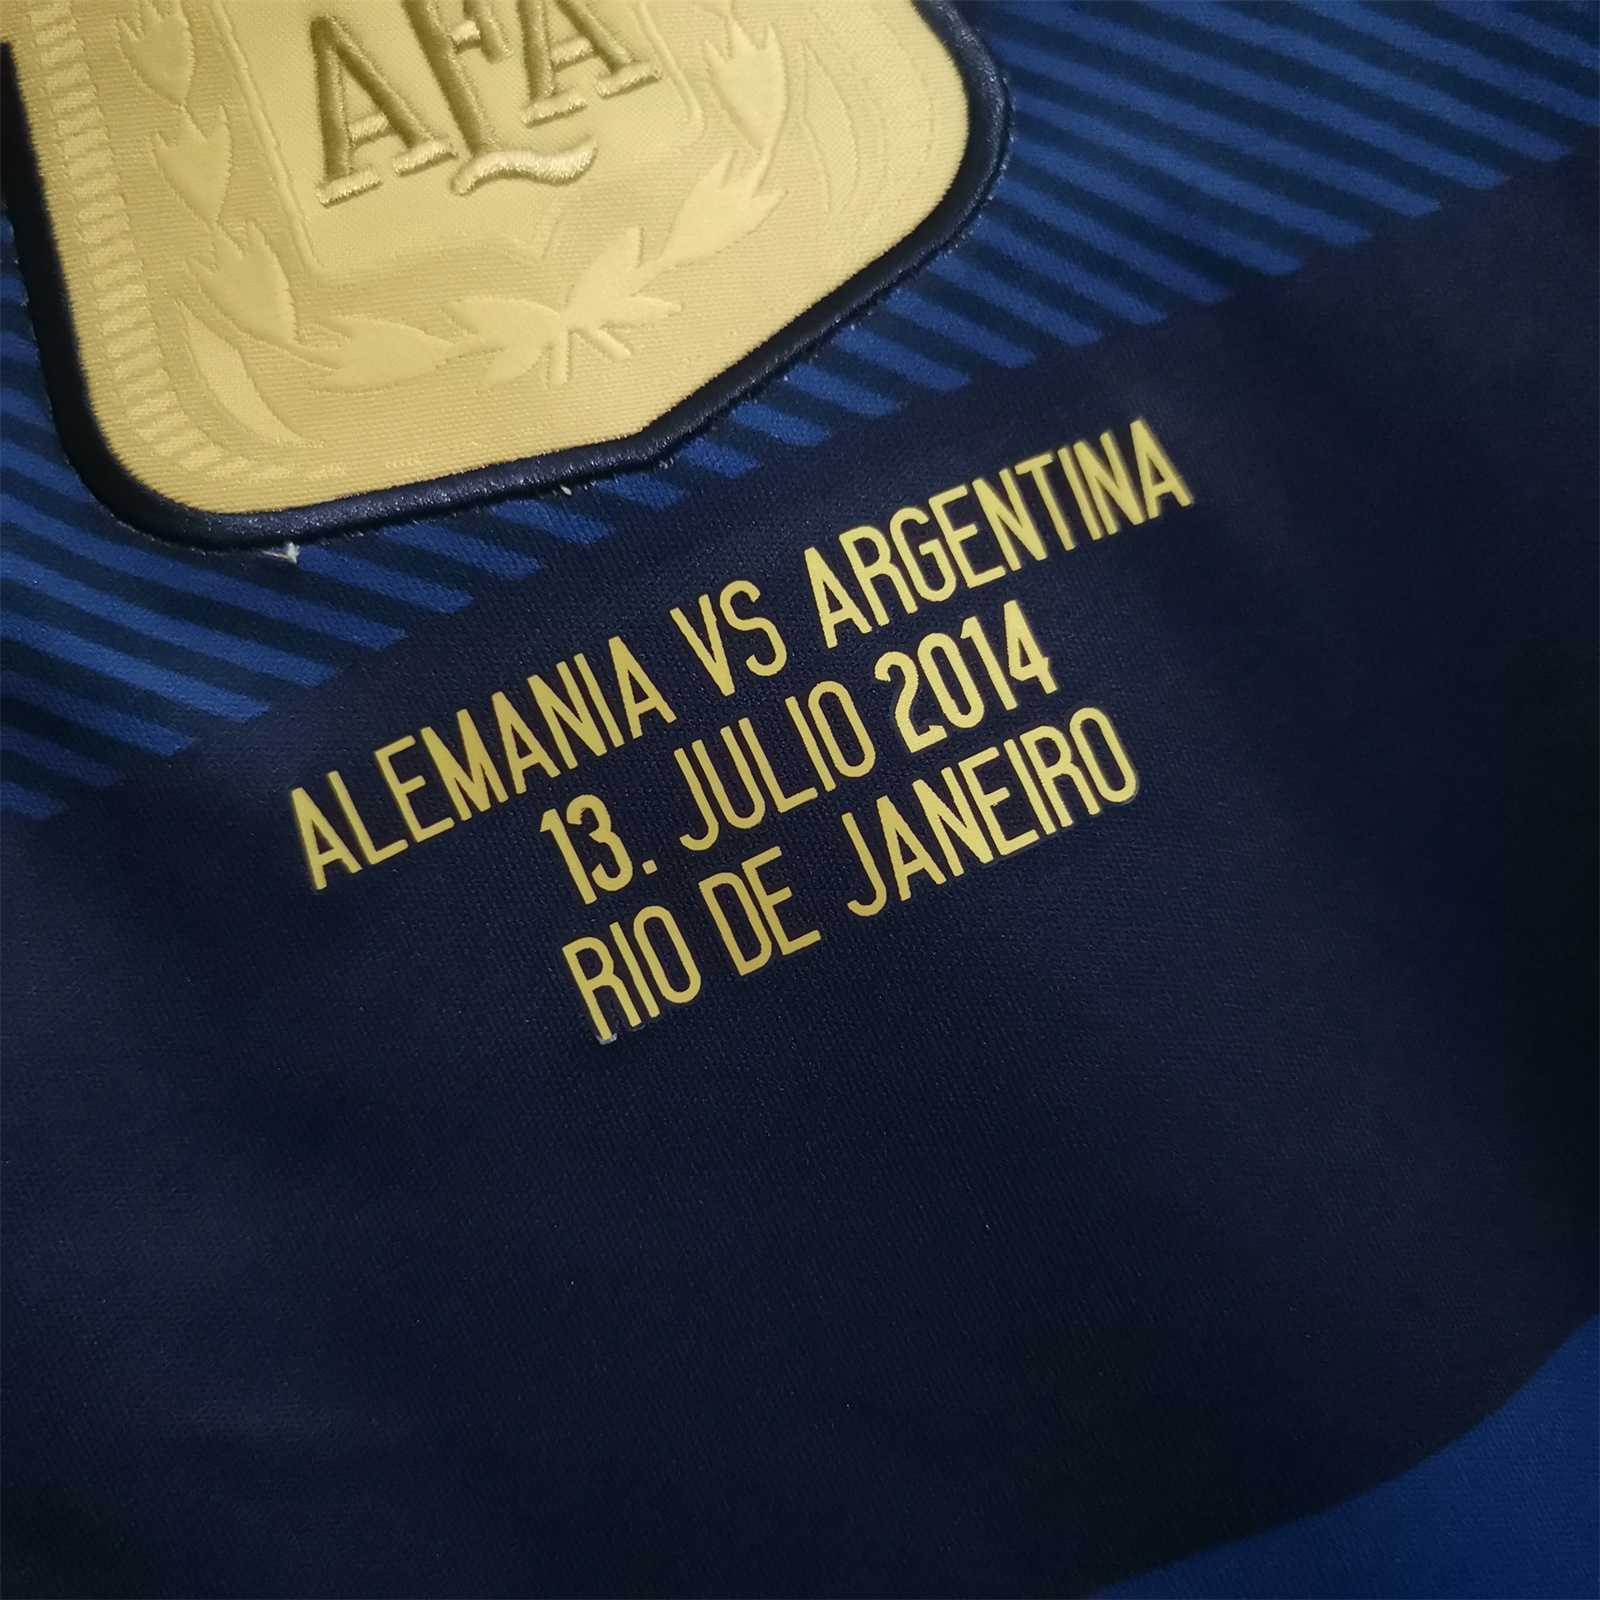 AFA
ALEMANIA VS ARGENTINA
13. JULIO 2014
RIO DE JANEIRO